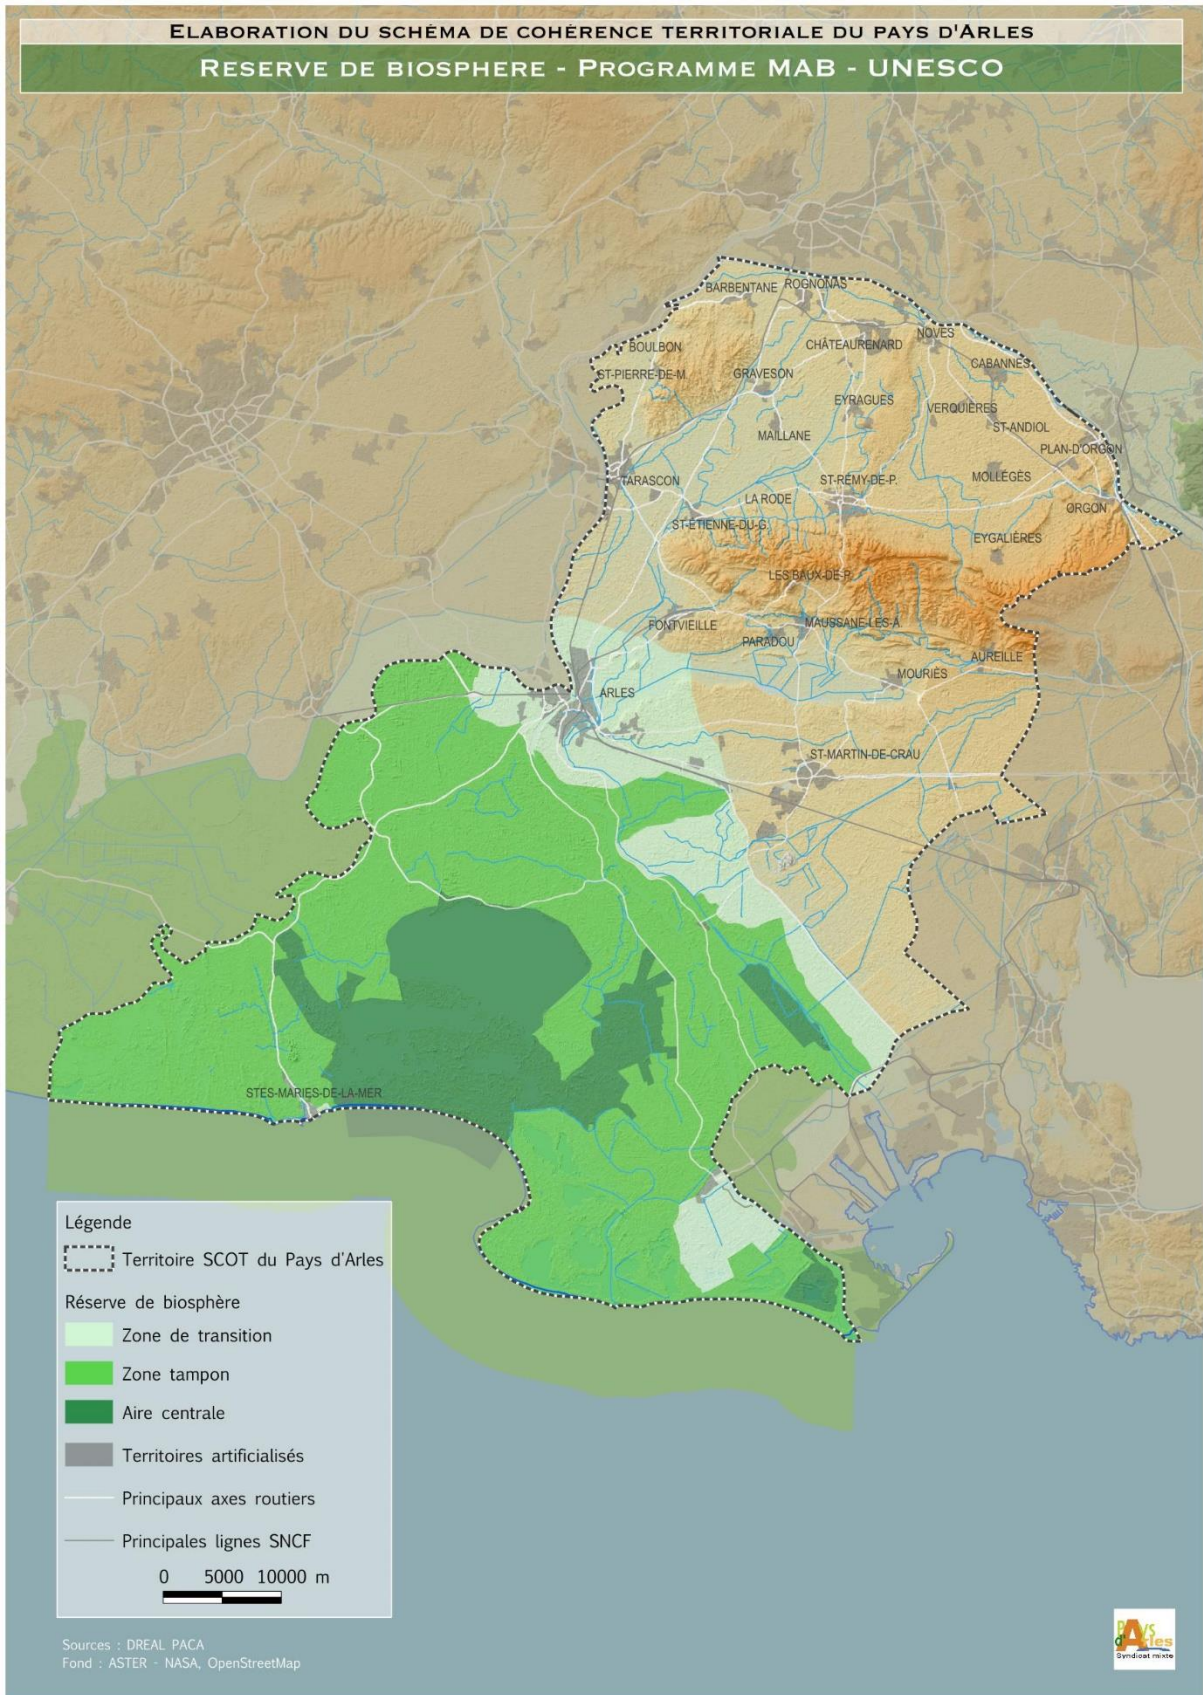 ELABORATION DU SCHÉMA DE COHÉRENCE TERRITORIALE DU PAYS D'ARLES
RESERVE DE BIOSPHERE - PROGRAMME MAB - UNESCO
ROGNONAS
BARBENTANE
NOVES
CHÂTEAURENARD
BOULBON
CABANNES
ST-PIERRE-DE-M.
GRAVESON
EYRAGUES
VERQUIÈRES
ST-ANDIOL
MAILLANE
PLAN-D'ORGON
MOLLÉGÈS
TARASCON
ST-RÉMY-DE-P.
LA RODE
ORGON
ST-ETIENNE-DU-G.
EYGALIÈRES
LES BAUX-DE-P.
FONTVIEILLE
MAUSSANE-LES-A.
PARADOU
AUREILLE
MOURIÈS
ARLES
ST-MARTIN-DE-CRAU
STES-MARIES-DE-LA-MER
Légende
Territoire SCOT du Pays d'Arles
Réserve de biosphère
Zone de transition
Zone tampon
Aire centrale
Territoires artificialisés
Principaux axes routiers
Principales lignes SNCF
0 5000 10000 m
Sources : DREAL PACA
Fond : ASTER - NASA, OpenStreetMap
Pays
d'Arles
Syndicat mixte